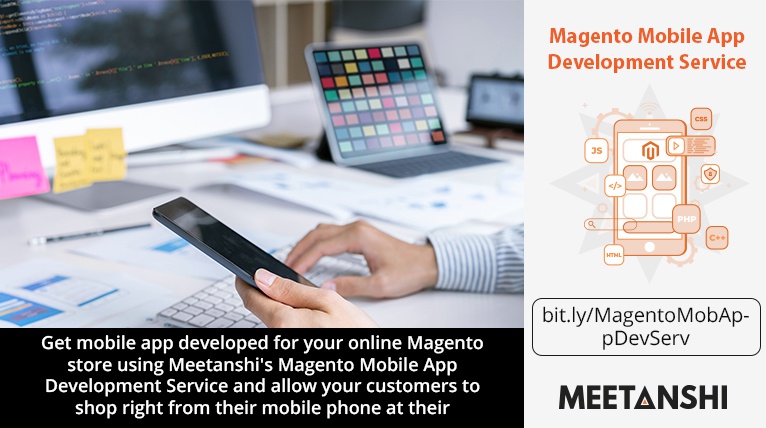 Magento Mobile App
Development Service
CSS
JS
</>
PHP
C++
HTML
Get mobile app developed for your online Magento
store using Meetanshi's Magento Mobile App
Development Service and allow your customers to
shop right from their mobile phone at their
bit.ly/MagentoMobAp-
pDevServ
MEETANSHI